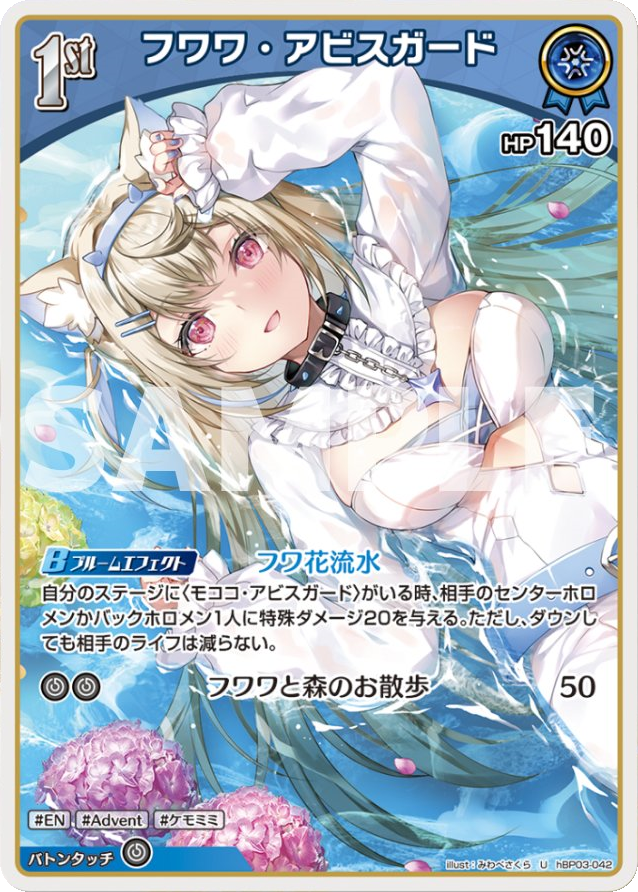 1st
フワワ・アビスガード
HP140
SAMPLE
Bブルームエフェクト
フワ花流水
自分のステージに〈モココ・アビスガード〉がいる時、相手のセンターホロ
メンかバックホロメン1人に特殊ダメージ20を与える。ただし、ダウンし
ても相手のライフは減らない。
フワワと森のお散歩 50
#EN #Advent #ケモミミ
バトンタッチ
illust:みわべさくら U hBP03-042